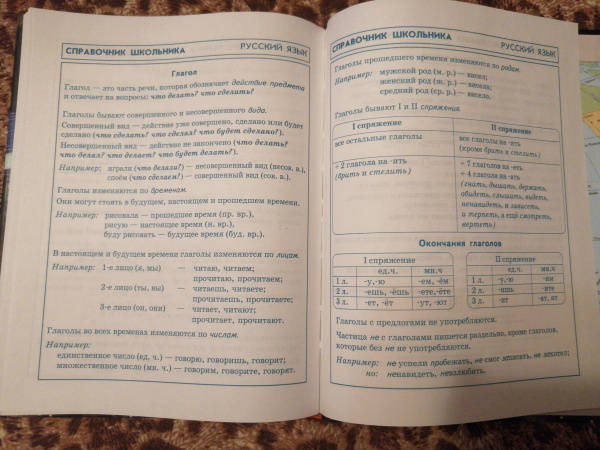 СПРАВОЧНИК ШКОЛЬНИКА РУССКИЙ ЯЗЫК
Глагол
Глагол — это часть речи, которая обозначает действие предмета
и отвечает на вопросы: что делать? что сделать?
Глаголы бывают совершенного и несовершенного вида.
Совершенный вид — действие уже совершено, сделано или будет
сделано (что сделать? что сделал? что будет сделано?).
Несовершенный вид — действие не закончено (что делать?
что делал? что делает? что будет делать?).
Например: играли (что делали?) — несовершенный вид (несов. в.),
споём (что сделаем?) — совершенный вид (сов. в.).
Глаголы изменяются по временам.
Они могут стоять в будущем, настоящем и прошедшем времени.
Например: рисовала — прошедшее время (пр. вр.),
рисую — настоящее время (н. вр.),
буду рисовать — будущее время (буд. вр.).
В настоящем и будущем времени глаголы изменяются по лицам.
Например: 1-е лицо (я, мы) — читаю, читаем;
прочитаю, прочитаем;
2-е лицо (ты, вы) — читаешь, читаете;
прочитаешь, прочитаете;
3-е лицо (он, они) — читает, читают;
прочитает, прочитают.
Глаголы во всех временах изменяются по числам.
Например:
единственное число (ед. ч.) — говорю, говоришь, говорит;
множественное число (мн. ч.) — говорим, говорите, говорят.
СПРАВОЧНИК ШКОЛЬНИКА РУССКИЙ ЯЗЫК
Глаголы прошедшего времени изменяются по родам.
Например: мужской род (м. р.) — висел;
женский род (ж. р.) — висела;
средний род (ср. р.) — висело.
Глаголы бывают I и II спряжения.
I спряжение II спряжение
все остальные глаголы все глаголы на -ить
(кроме брить и стелить)
+ 2 глагола на -ить + 7 глаголов на -еть
(брить и стелить) + 4 глагола на -ать
(гнать, дышать, держать,
обидеть, слышать, видеть,
ненавидеть, и зависеть,
и терпеть, а ещё смотреть,
вертеть)
Окончания глаголов
I спряжение II спряжение
ед.ч. мн.ч ед.ч. мн.ч
1 л. -у, -ю -ем, -ём 1 л. -у, -ю -им
2 л. -ешь, -ёшь -ете, -ёте 2 л. -ишь -ите
3 л. -ет, -ёт -ут, -ют 3 л. -ит -ат, -ят
Глаголы с предлогами не употребляются.
Частица не с глаголами пишется раздельно, кроме глаголов,
которые без не не употребляются.
Например: не успели прибежать, не смог записать, не захотел;
но: ненавидеть, невзлюбить.